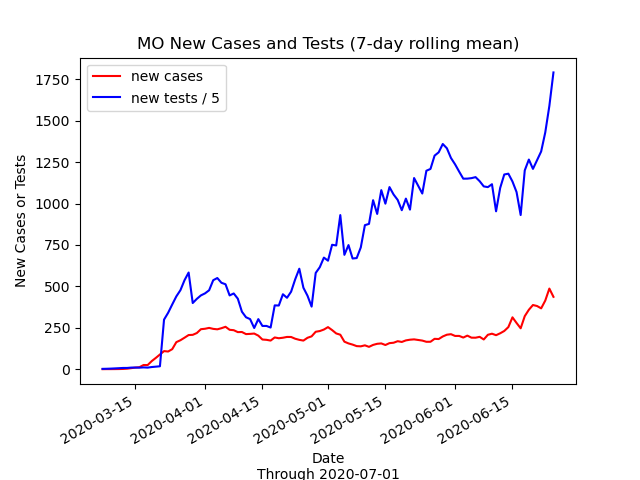 MO New Cases and Tests (7-day rolling mean)
new cases
new tests / 5
New Cases or Tests
1750
1500
1250
1000
750
500
250
0
2020-03-15
2020-04-01
2020-04-15
2020-05-01
2020-05-15
2020-06-01
2020-06-15
Date
Through 2020-07-01